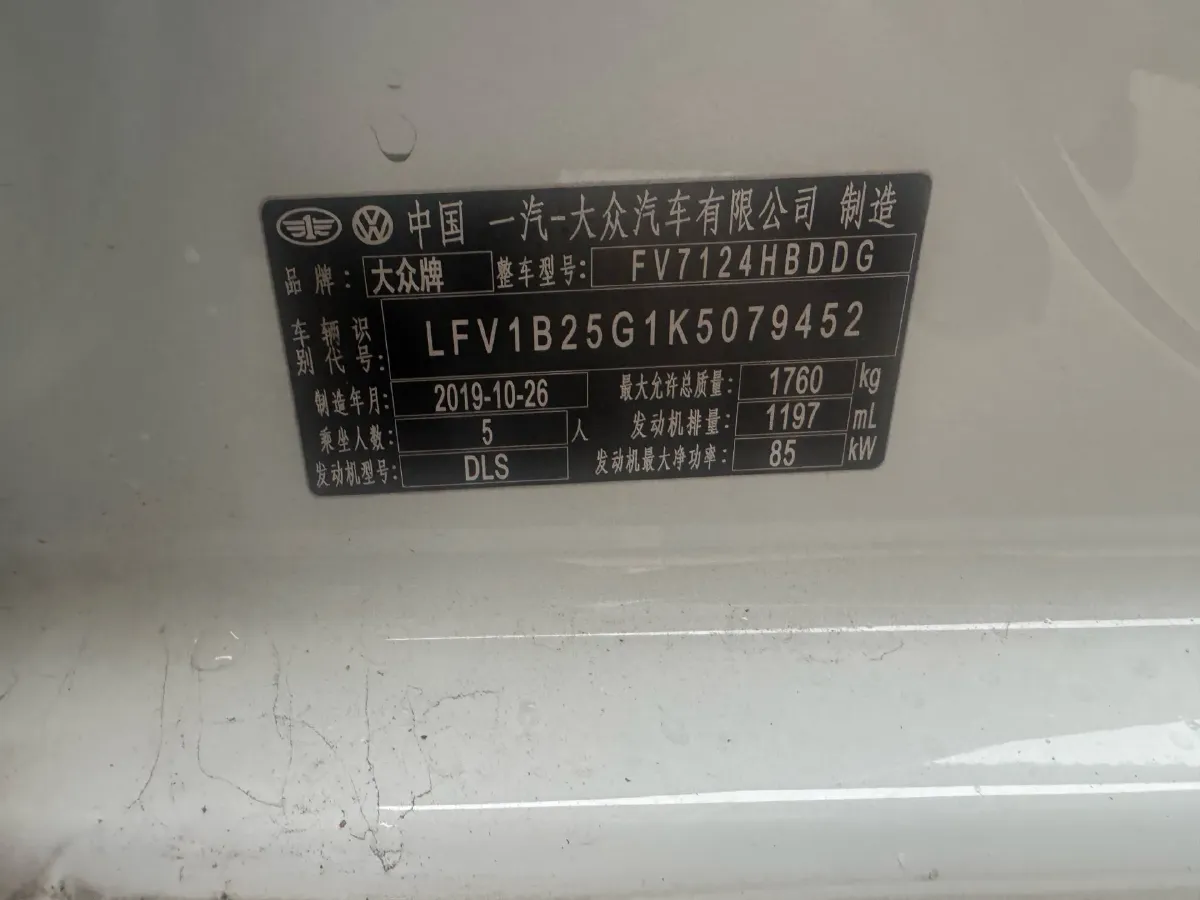 中国 一汽-大众汽车有限公司 制造
品牌: 大众牌 整车型号: FV7124HBDDG
车辆识别代号: LFV1B25G1K5079452
制造年月: 2019-10-26 最大允许总质量: 1760 kg
乘坐人数: 5 人 发动机排量: 1197 mL
发动机型号: DLS 发动机最大净功率: 85 kW